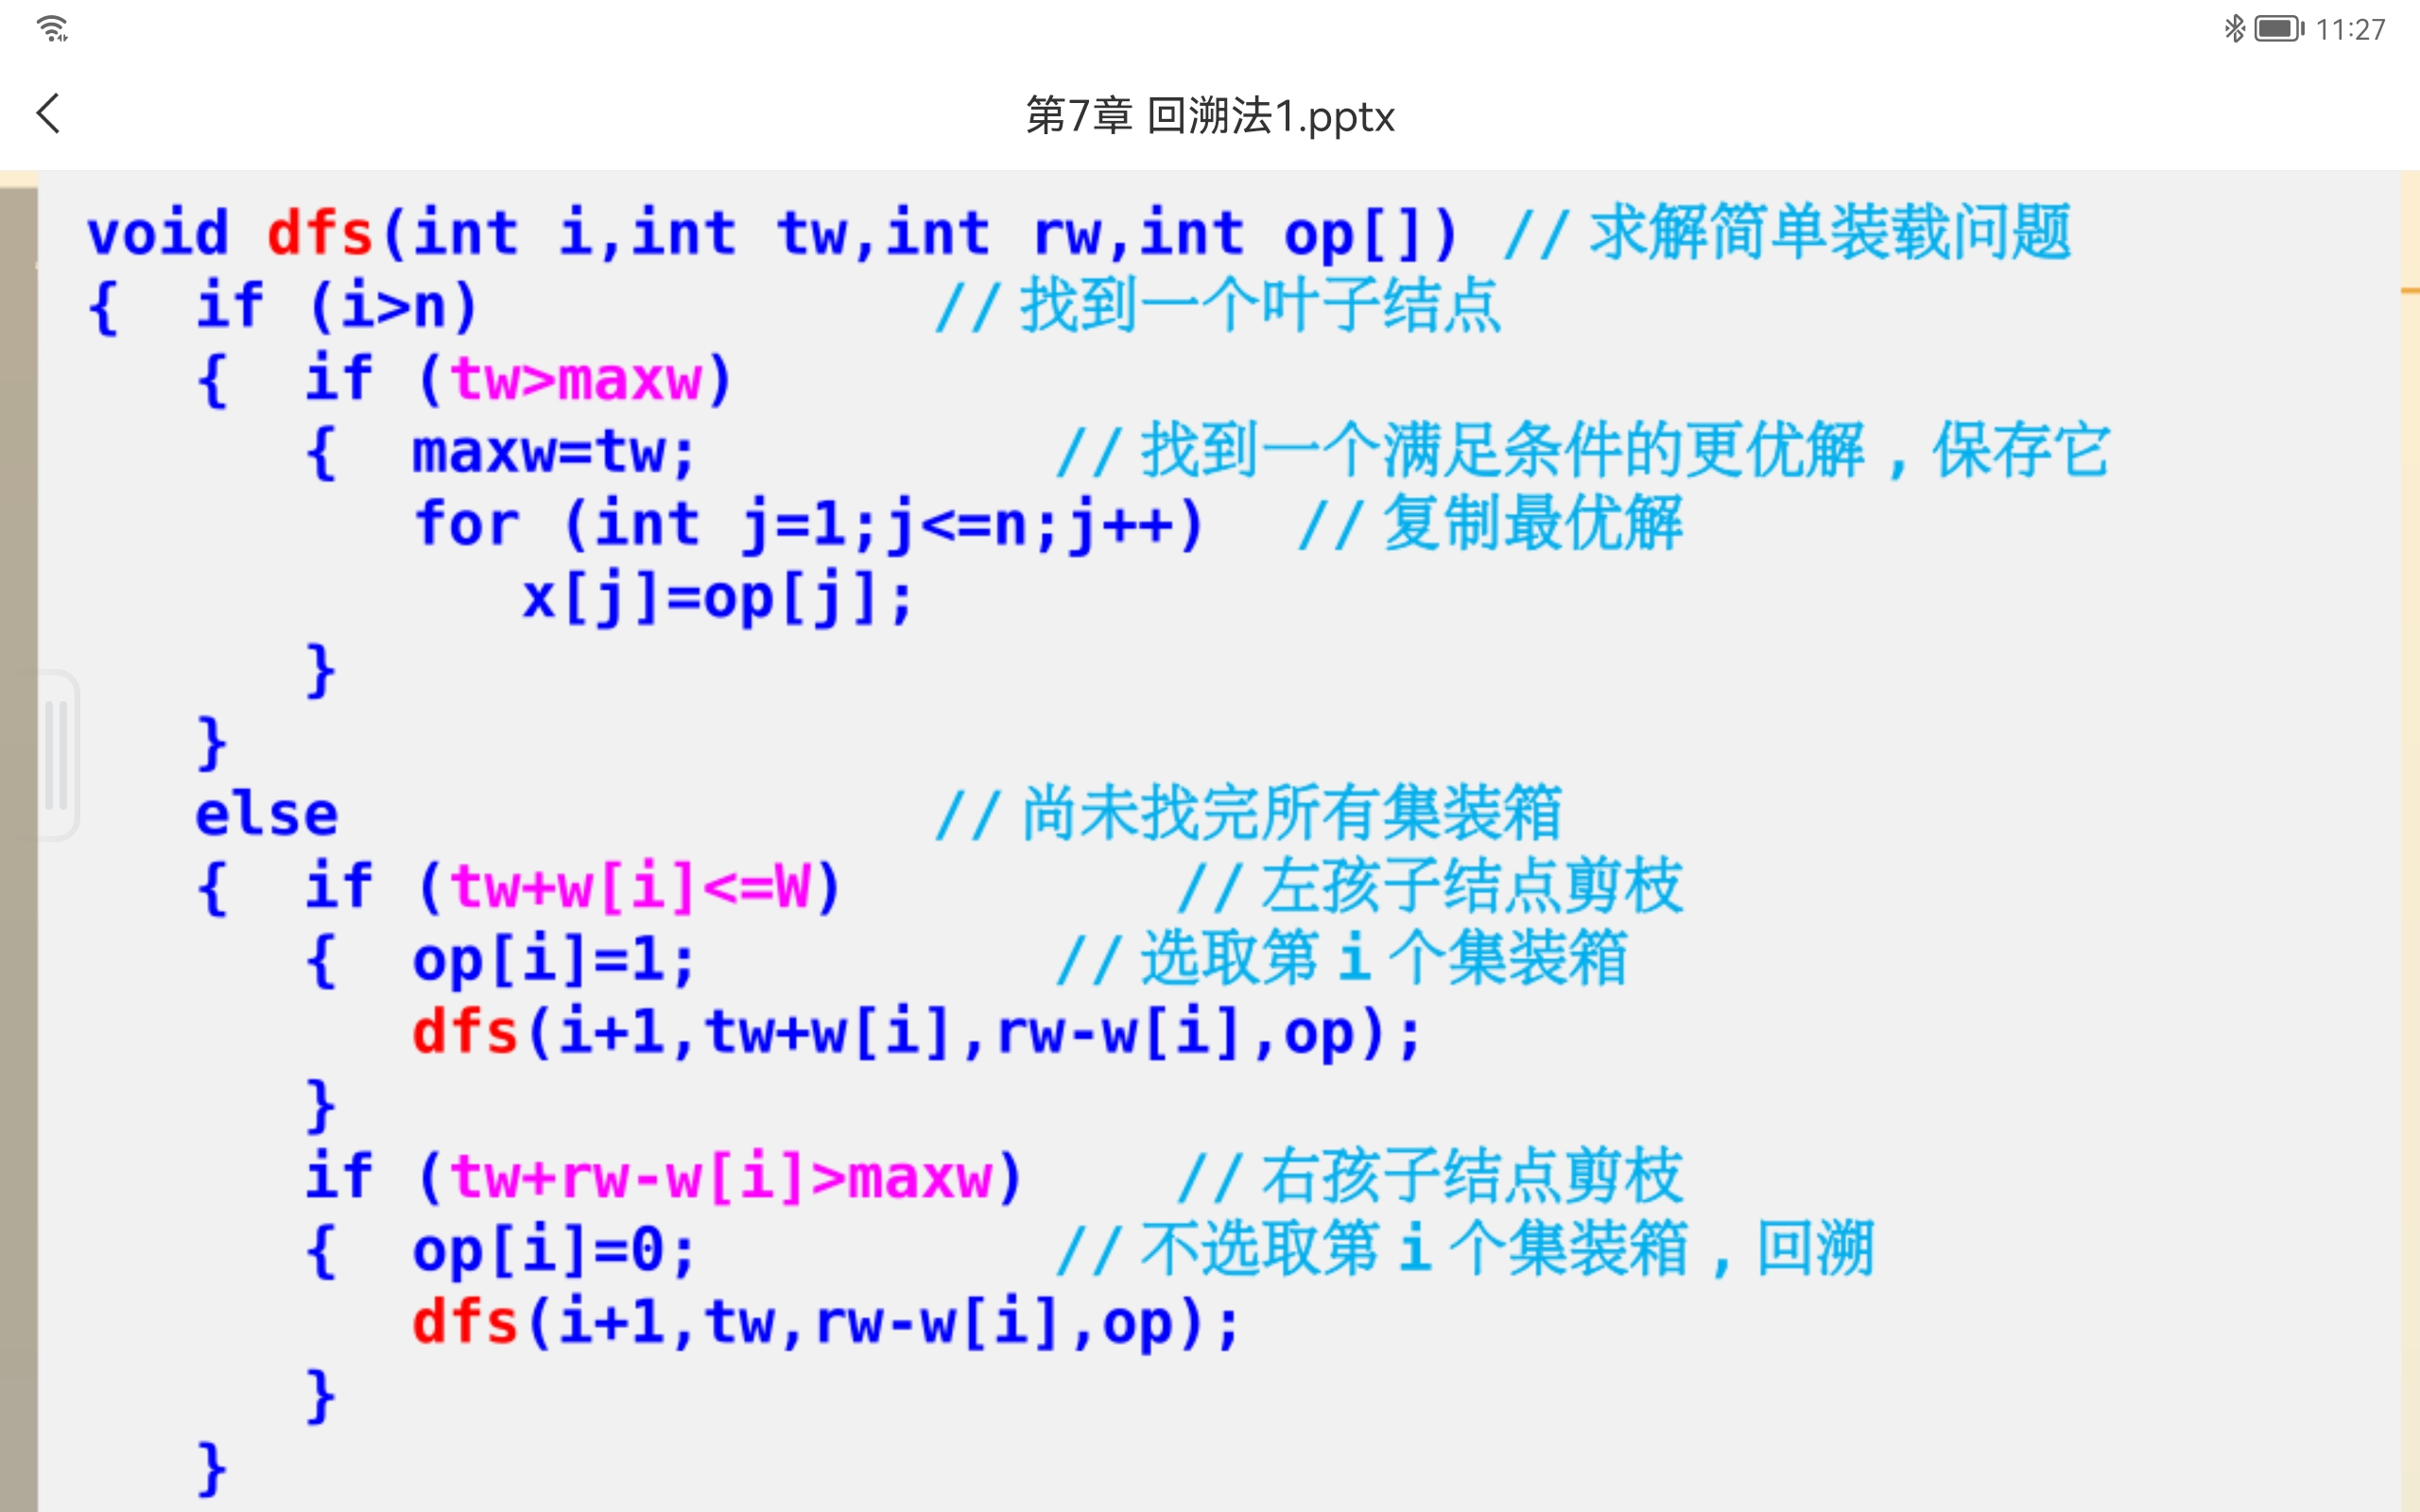 11:27
第7章 回溯法1.pptx
void dfs(int i,int tw,int rw,int op[]) //求解简单装载问题
{  if (i>n)             //找到一个叶子结点
   {  if (tw>maxw)
      {  maxw=tw;          //找到一个满足条件的更优解,保存它
         for (int j=1;j<=n;j++)   //复制最优解
            x[j]=op[j];
      }
   }
   else                 //尚未找完所有集装箱
   {  if (tw+w[i]<=W)         //左孩子结点剪枝
      {  op[i]=1;          //选取第i个集装箱
         dfs(i+1,tw+w[i],rw-w[i],op);
      }
      if (tw+rw-w[i]>maxw)    //右孩子结点剪枝
      {  op[i]=0;          //不选取第i个集装箱,回溯
         dfs(i+1,tw,rw-w[i],op);
      }
   }